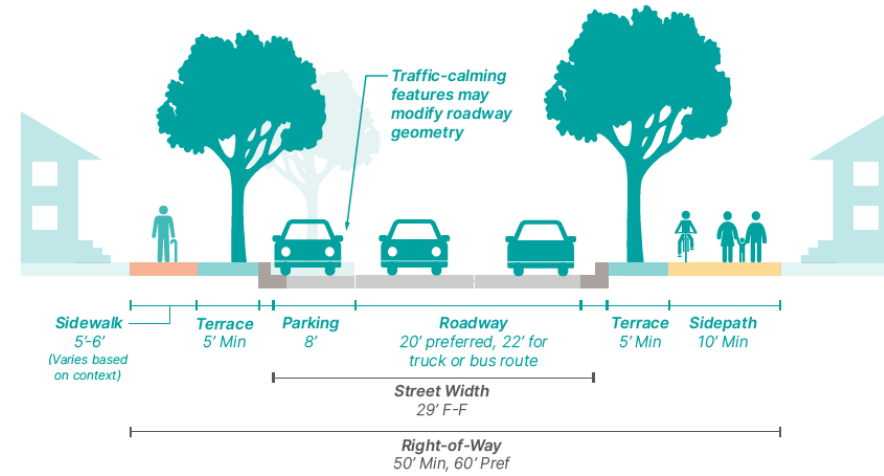 Traffic-calming
features may
modify roadway
geometry
Sidewalk
5'-6'
(Varies based
on context)
Terrace
5' Min
Parking
8'
Roadway
20' preferred, 22' for
truck or bus route
Terrace
5' Min
Sidepath
10' Min
Street Width
29' F-F
Right-of-Way
50' Min, 60' Pref